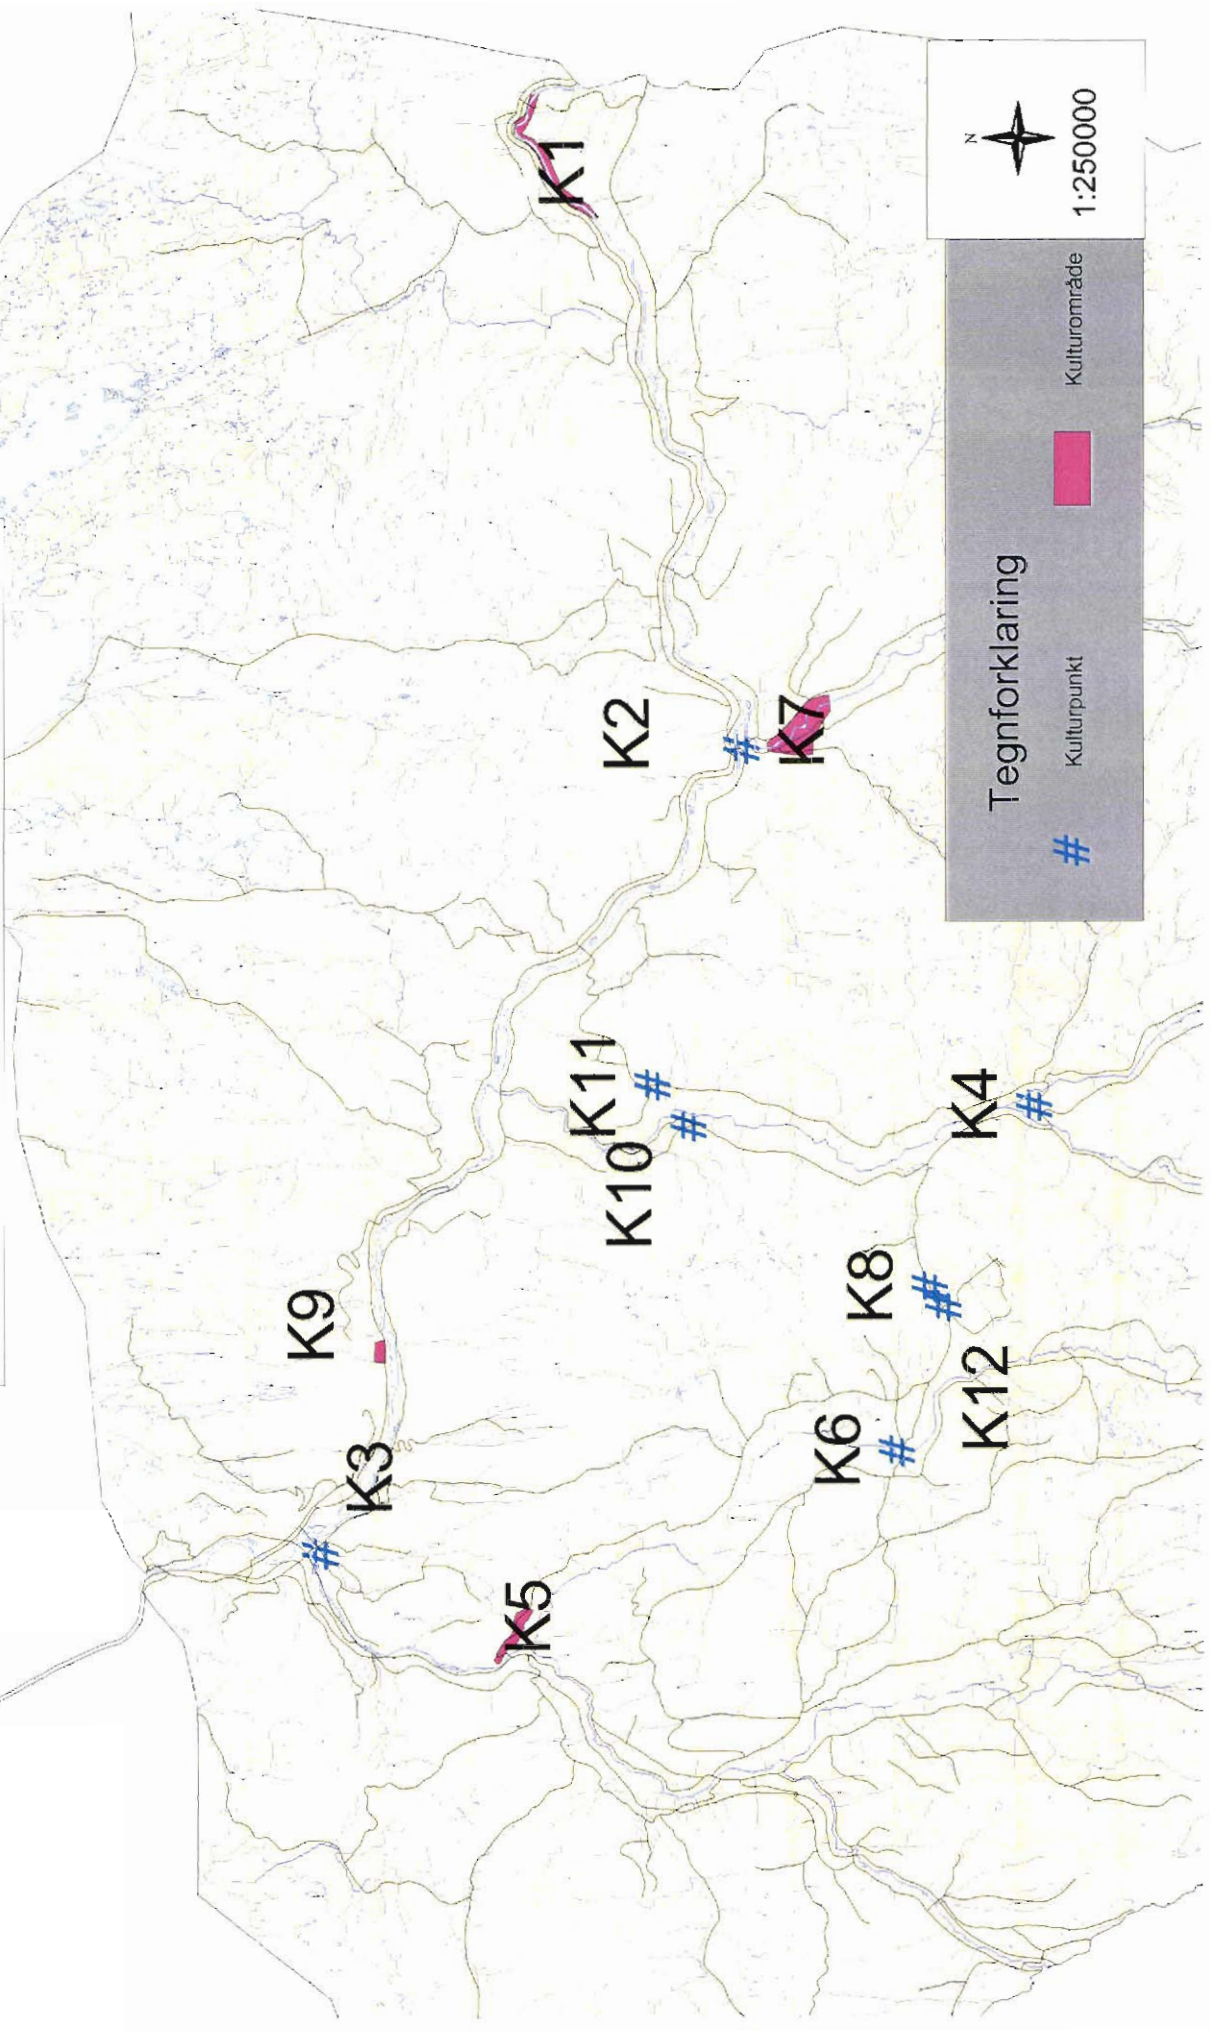 K9
K3
K5
K2
K1
K11
K10
K7
K8
K6
K4
K12
Tegnforklaring
# Kulturpunkt
Kulturområde
N
1:250000